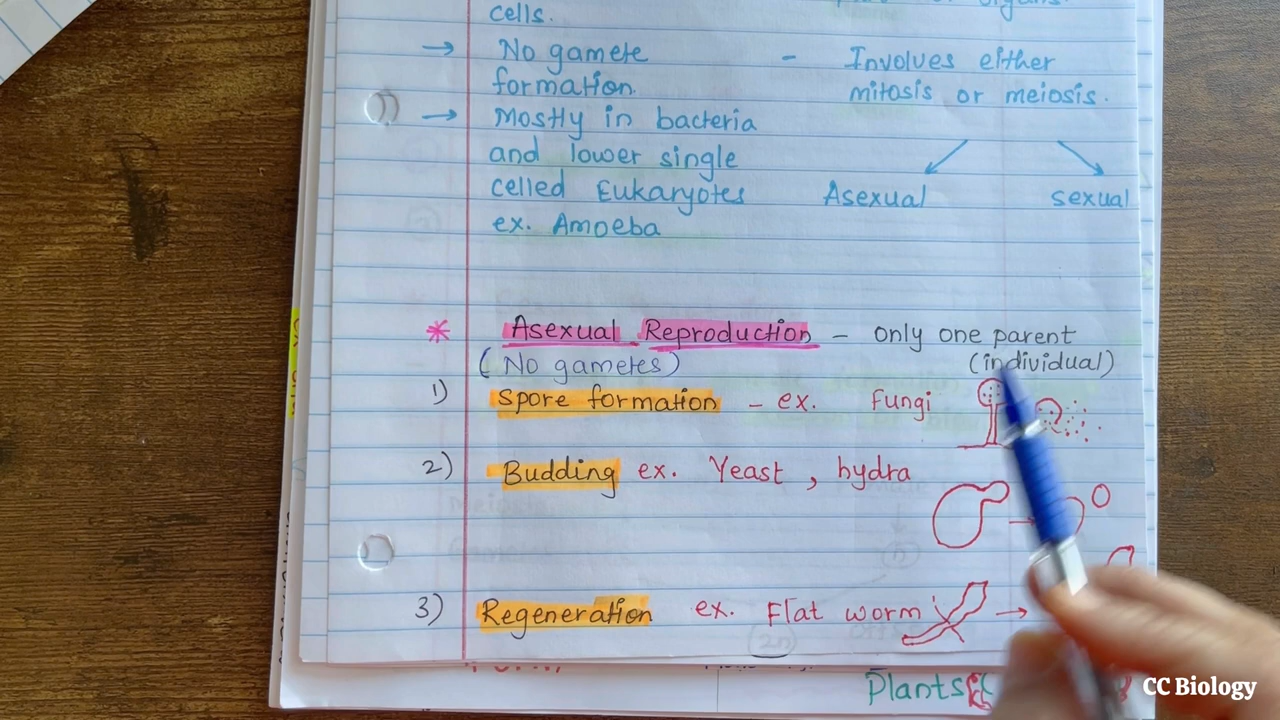 cells.
organs.
→ No gamete - Involves either
formation. mitosis or meiosis.
→ Mostly in bacteria
and lower single
celled Eukaryotes Asexual sexual
ex. Amoeba
* Asexual Reproduction - only one parent
(No gametes) (individual)
1) Spore formation - ex. Fungi
2) Budding ex. Yeast, hydra
3) Regeneration ex. Flat worm →
Plants
CC Biology